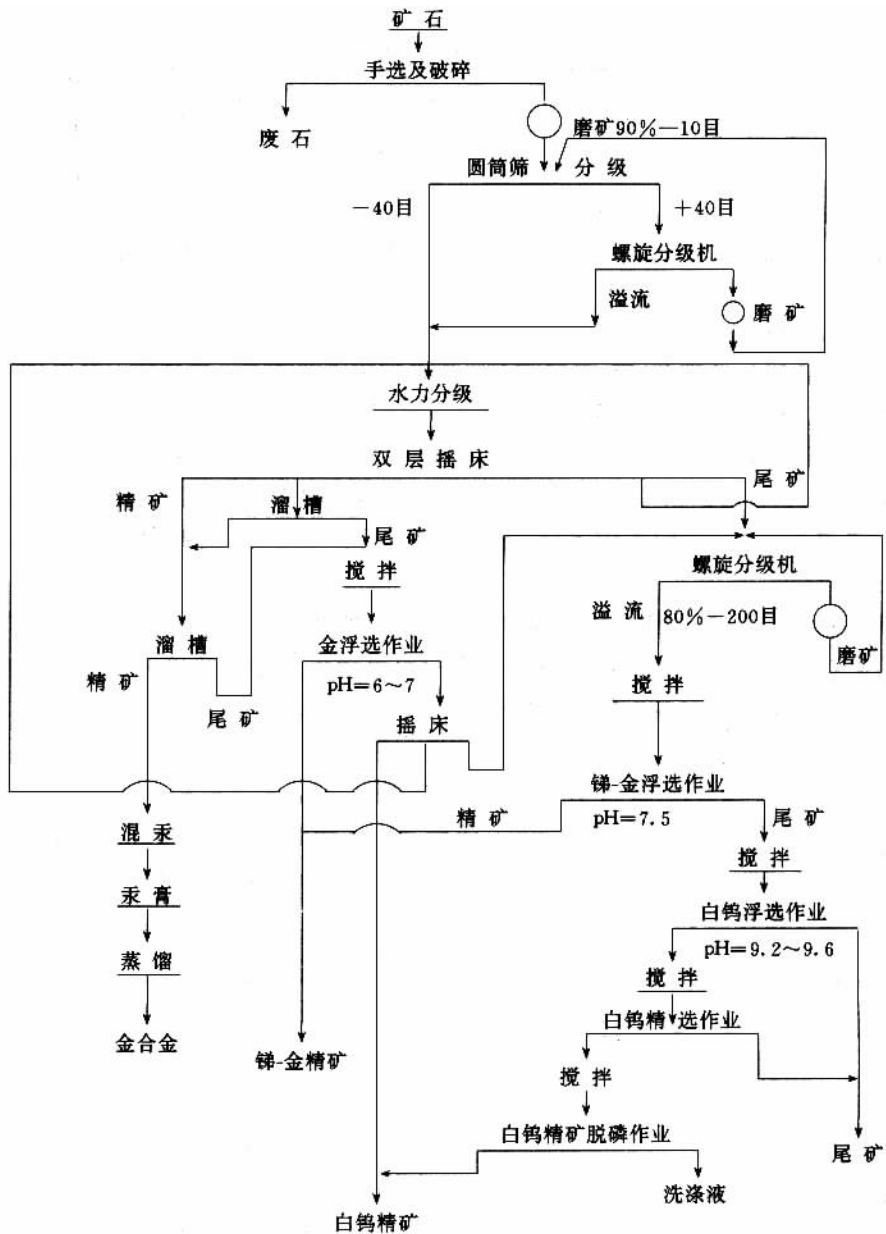 矿石
手选及破碎
废石
磨矿90%—10目
圆筒筛 分级
—40目
+40目
螺旋分级机
溢流
磨矿
水力分级
双层摇床
精矿
溜槽
尾矿
尾矿
搅拌
螺旋分级机
溢流
80%—200目
溜槽
金浮选作业
磨矿
精矿
pH=6~7
搅拌
尾矿
摇床
锑-金浮选作业
精矿
pH=7.5
尾矿
混汞
搅拌
汞膏
白钨浮选作业
pH=9.2~9.6
蒸馏
搅拌
白钨精选作业
金合金
锑-金精矿
搅拌
白钨精矿脱磷作业
尾矿
洗涤液
白钨精矿